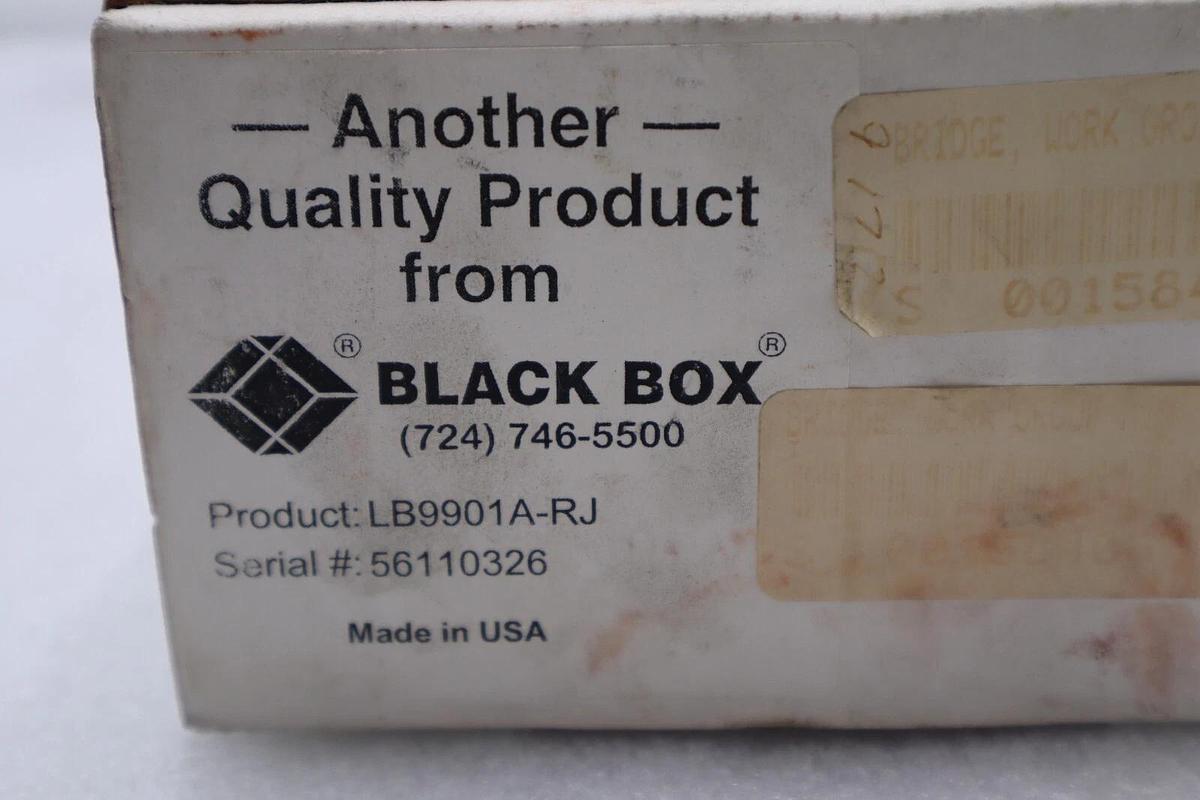 — Another —
Quality Product
from
® BLACK BOX ®
(724) 746-5500
Product: LB9901A-RJ
Serial #: 56110326
Made in USA
BRIDGE, WORK
S 00158